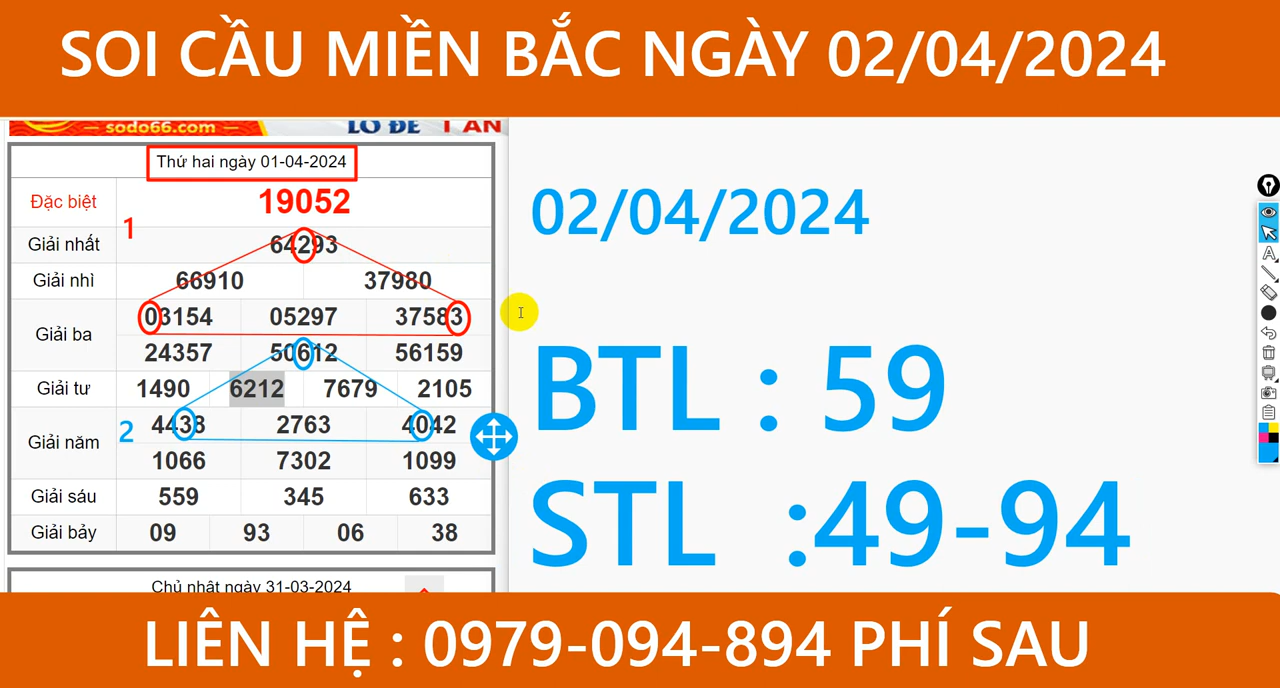 SOI CẦU MIỀN BẮC NGÀY 02/04/2024
sodo66.com
Thứ hai ngày 01-04-2024
Đặc biệt 19052
1
Giải nhất 64293
Giải nhì 66910 37980
Giải ba 03154 05297 37583
24357 50612 56159
Giải tư 1490 6212 7679 2105
2
Giải năm 4438 2763 4042
1066 7302 1099
Giải sáu 559 345 633
Giải bảy 09 93 06 38
Chủ nhật ngày 31-03-2024
02/04/2024
BTL : 59
STL :49-94
LIÊN HỆ : 0979-094-894 PHÍ SAU